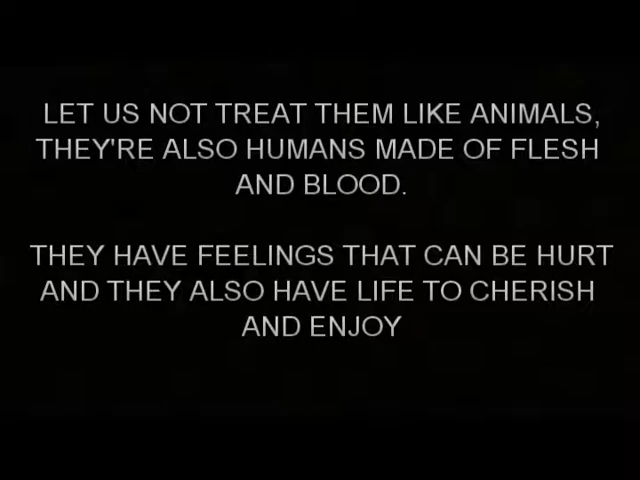 LET US NOT TREAT THEM LIKE ANIMALS,
THEY'RE ALSO HUMANS MADE OF FLESH
AND BLOOD.
THEY HAVE FEELINGS THAT CAN BE HURT
AND THEY ALSO HAVE LIFE TO CHERISH
AND ENJOY